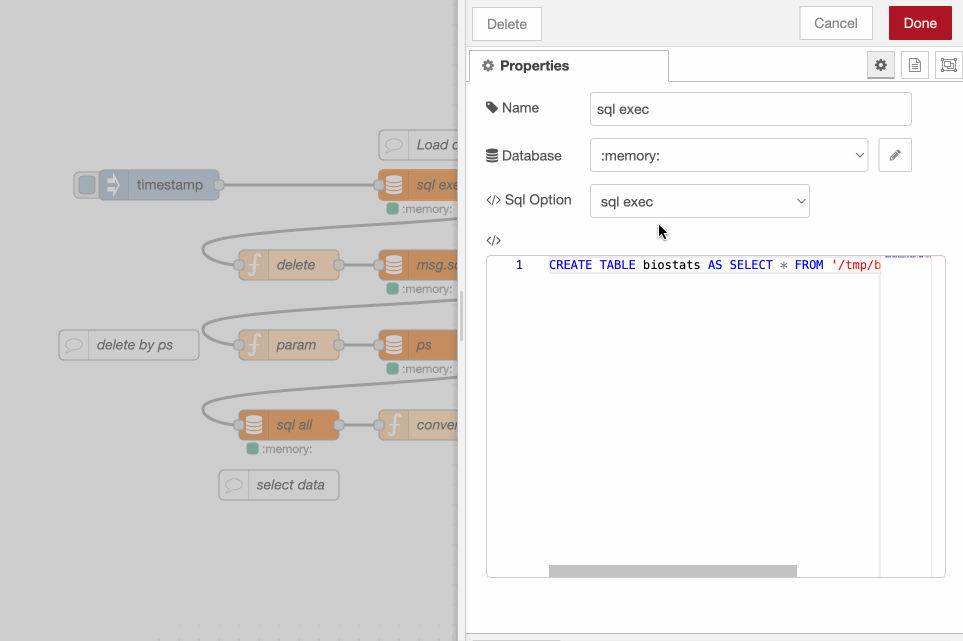 Delete
Cancel
Done
Properties
Name
sql exec
Database
:memory:
</> Sql Option
sql exec
</>
1
CREATE TABLE biostats AS SELECT * FROM '/tmp/b
Load
timestamp
sql exe
:memory:
delete
msg.s
:memory:
delete by ps
param
ps
:memory:
sql all
conver
:memory:
select data